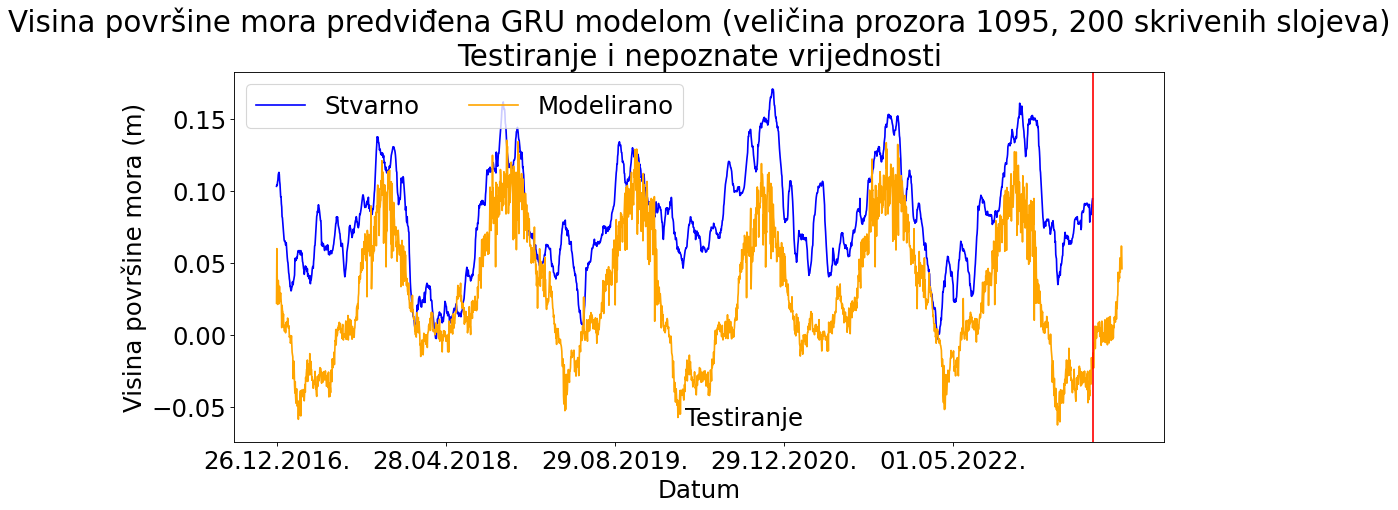 Visina površine mora predviđena GRU modelom (veličina prozora 1095, 200 skrivenih slojeva)
Testiranje i nepoznate vrijednosti
Stvarno Modelirano
Visina površine mora (m)
0.15
0.10
0.05
0.00
−0.05
Testiranje
26.12.2016. 28.04.2018. 29.08.2019. 29.12.2020. 01.05.2022.
Datum